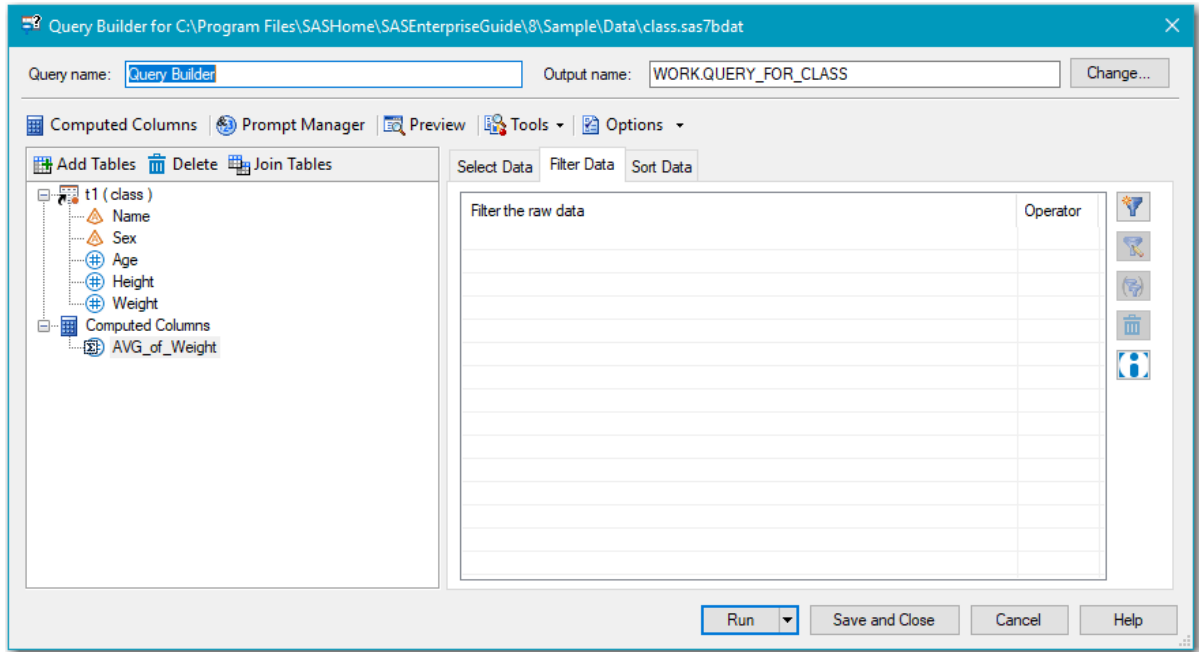 Query Builder for C:\Program Files\SASHome\SASEnterpriseGuide\8\Sample\Data\class.sas7bdat
Query name: Query Builder Output name: WORK.QUERY_FOR_CLASS Change...
Computed Columns Prompt Manager Preview Tools Options
Add Tables Delete Join Tables
Select Data Filter Data Sort Data
t1 ( class )
Name
Sex
Age
Height
Weight
Computed Columns
AVG_of_Weight
Filter the raw data Operator
Run Save and Close Cancel Help